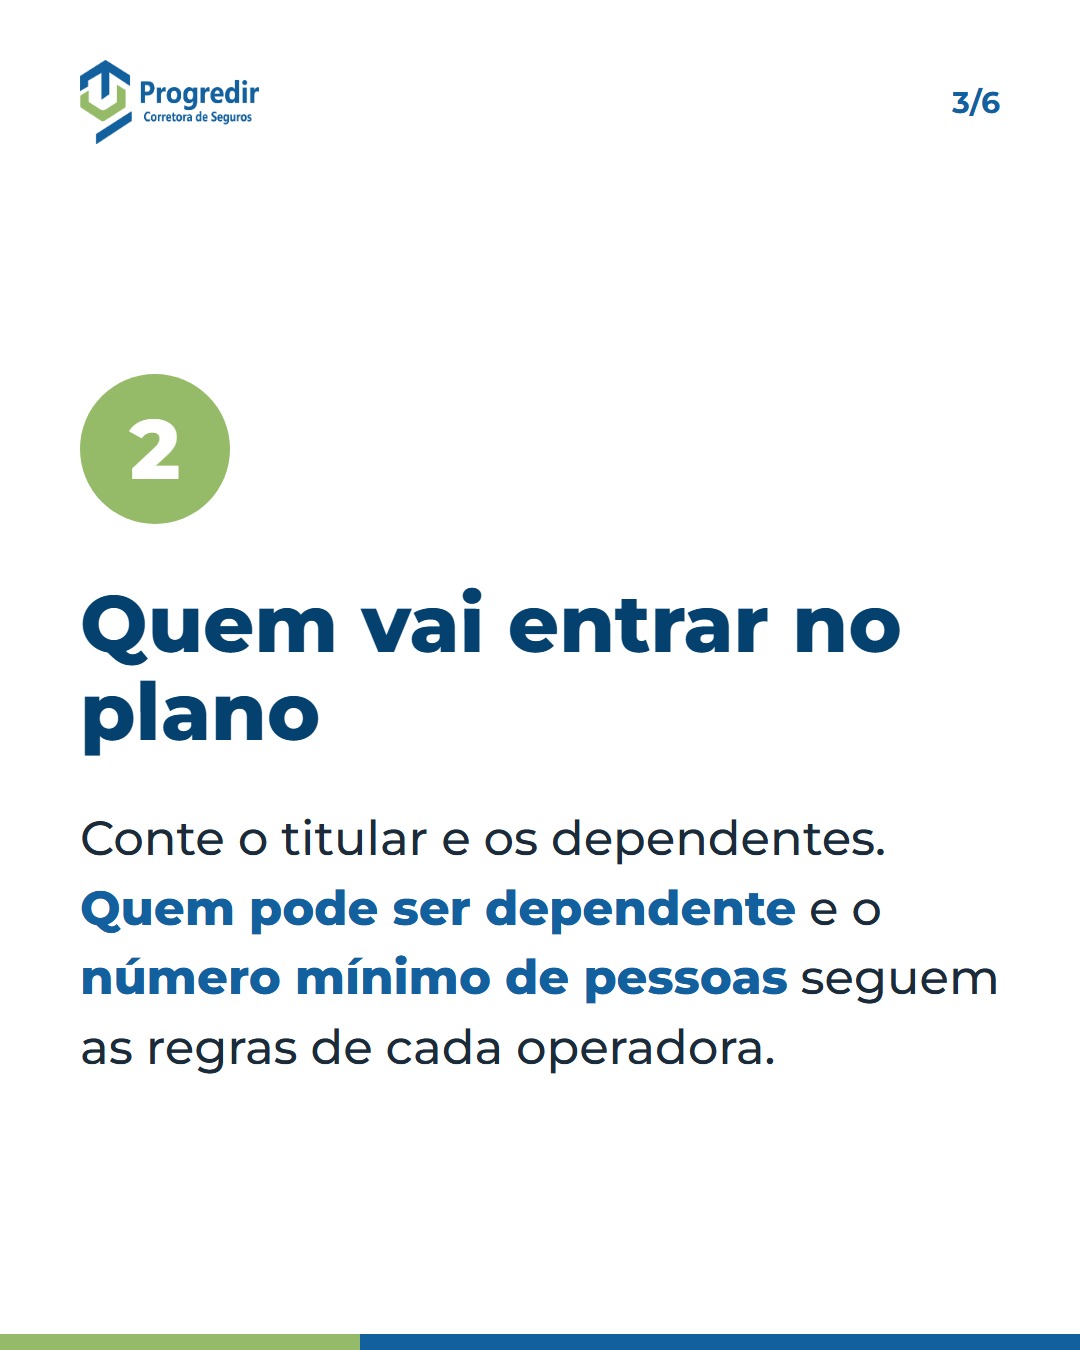 Progredir
Corretora de Seguros
3/6
2
Quem vai entrar no
plano
Conte o titular e os dependentes.
Quem pode ser dependente e o
número mínimo de pessoas seguem
as regras de cada operadora.